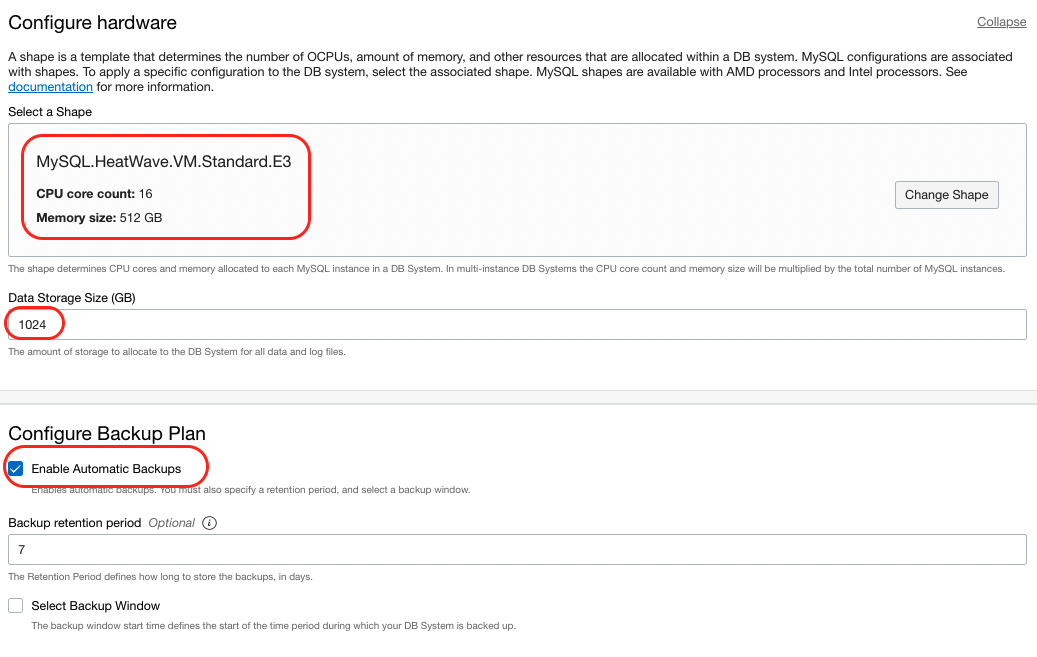 Configure hardware
Collapse
A shape is a template that determines the number of OCPUs, amount of memory, and other resources that are allocated within a DB system. MySQL configurations are associated
with shapes. To apply a specific configuration to the DB system, select the associated shape. MySQL shapes are available with AMD processors and Intel processors. See
documentation for more information.
Select a Shape
MySQL.HeatWave.VM.Standard.E3
CPU core count: 16
Memory size: 512 GB
Change Shape
The shape determines CPU cores and memory allocated to each MySQL instance in a DB System. In multi-instance DB Systems the CPU core count and memory size will be multiplied by the total number of MySQL instances.
Data Storage Size (GB)
1024
The amount of storage to allocate to the DB System for all data and log files.
Configure Backup Plan
Enable Automatic Backups
Enables automatic backups. You must also specify a retention period, and select a backup window.
Backup retention period Optional i
7
The Retention Period defines how long to store the backups, in days.
Select Backup Window
The backup window start time defines the start of the time period during which your DB System is backed up.